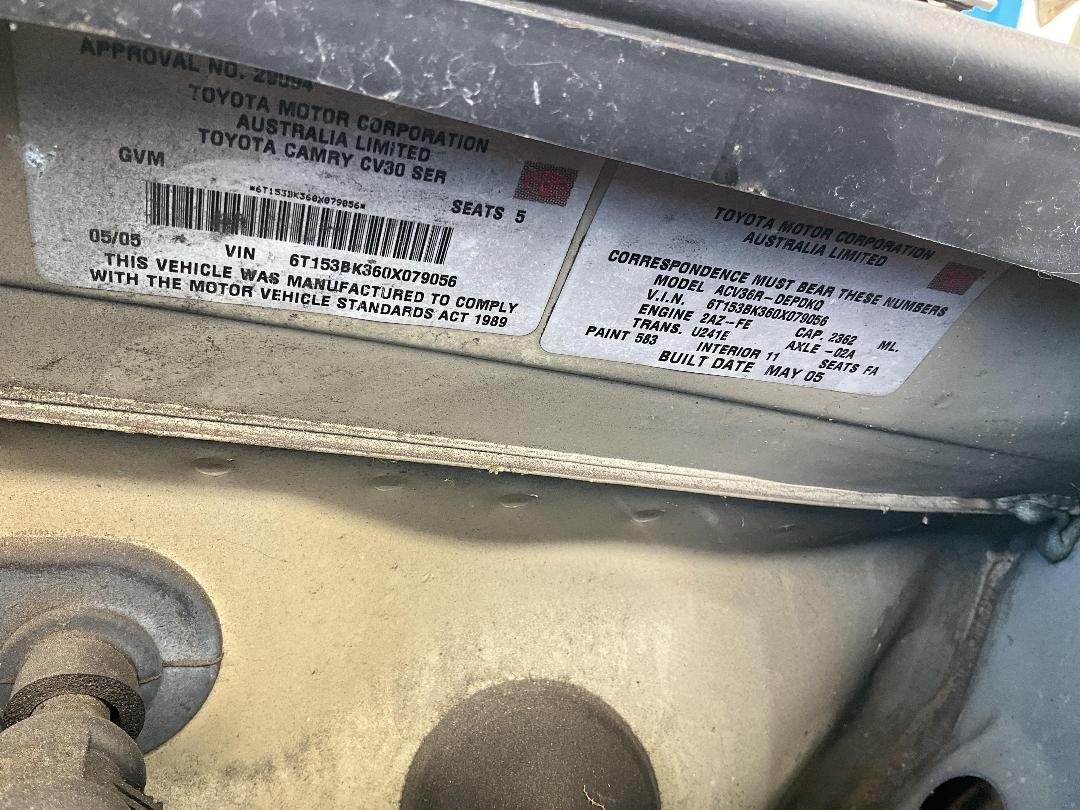 APPROVAL NO. 29094
TOYOTA MOTOR CORPORATION
AUSTRALIA LIMITED
TOYOTA CAMRY CV30 SER
GVM
SEATS 5
*6T153BK360X079056*
05/05 VIN 6T153BK360X079056
THIS VEHICLE WAS MANUFACTURED TO COMPLY
WITH THE MOTOR VEHICLE STANDARDS ACT 1989
TOYOTA MOTOR CORPORATION
AUSTRALIA LIMITED
CORRESPONDENCE MUST BEAR THESE NUMBERS
MODEL ACV36R-DEPDKQ
V.I.N. 6T153BK360X079056
ENGINE 2AZ-FE CAP. 2362 ML.
TRANS. U241E AXLE -02A
PAINT 583 INTERIOR 11 SEATS FA
BUILT DATE MAY 05